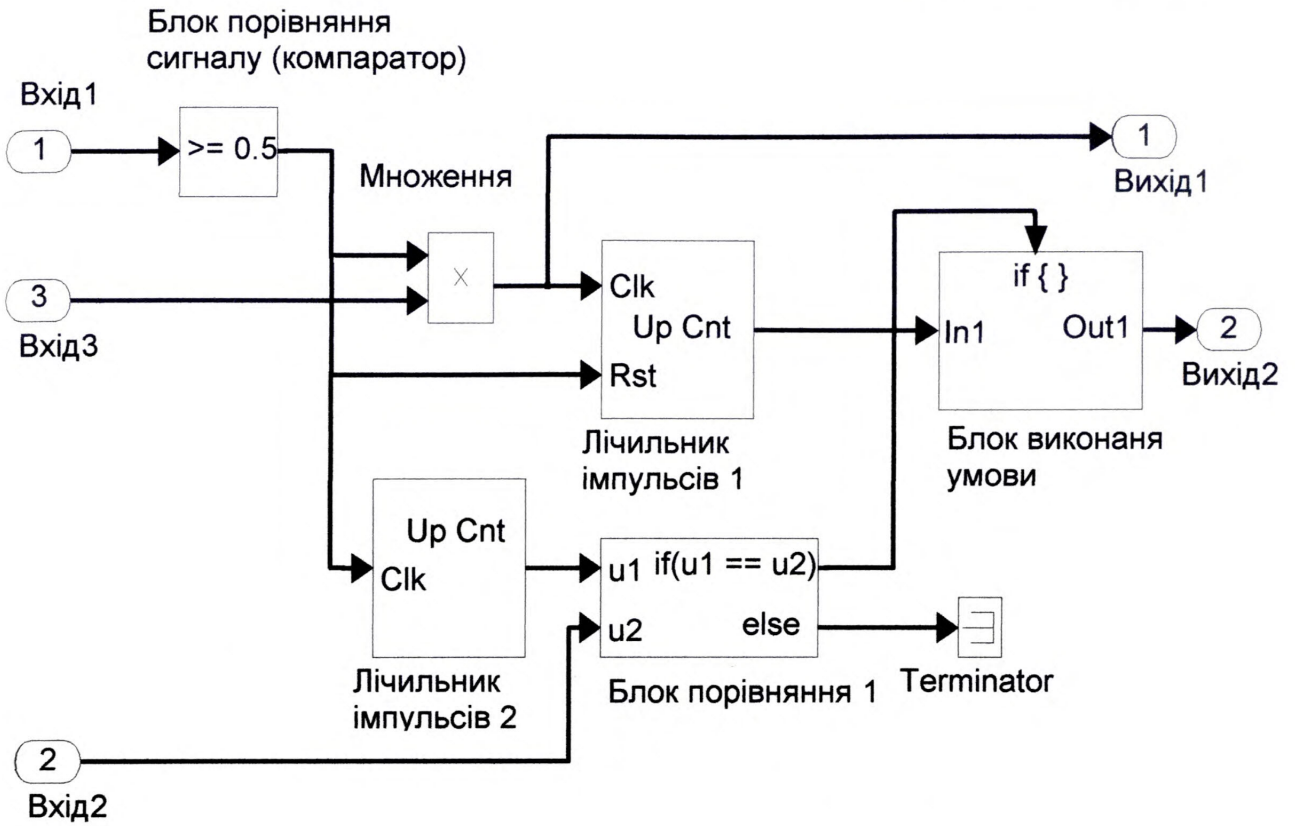 Блок порівняння
сигналу (компаратор)
Вхід1
1
>= 0.5
1
Вихід1
Множення
x
3
Вхід3
Clk
Up Cnt
Rst
Лічильник
імпульсів 1
if { }
In1
Out1
2
Вихід2
Блок виконаня
умови
Up Cnt
Clk
Лічильник
імпульсів 2
u1
if(u1 == u2)
u2
else
Блок порівняння 1
Terminator
2
Вхід2